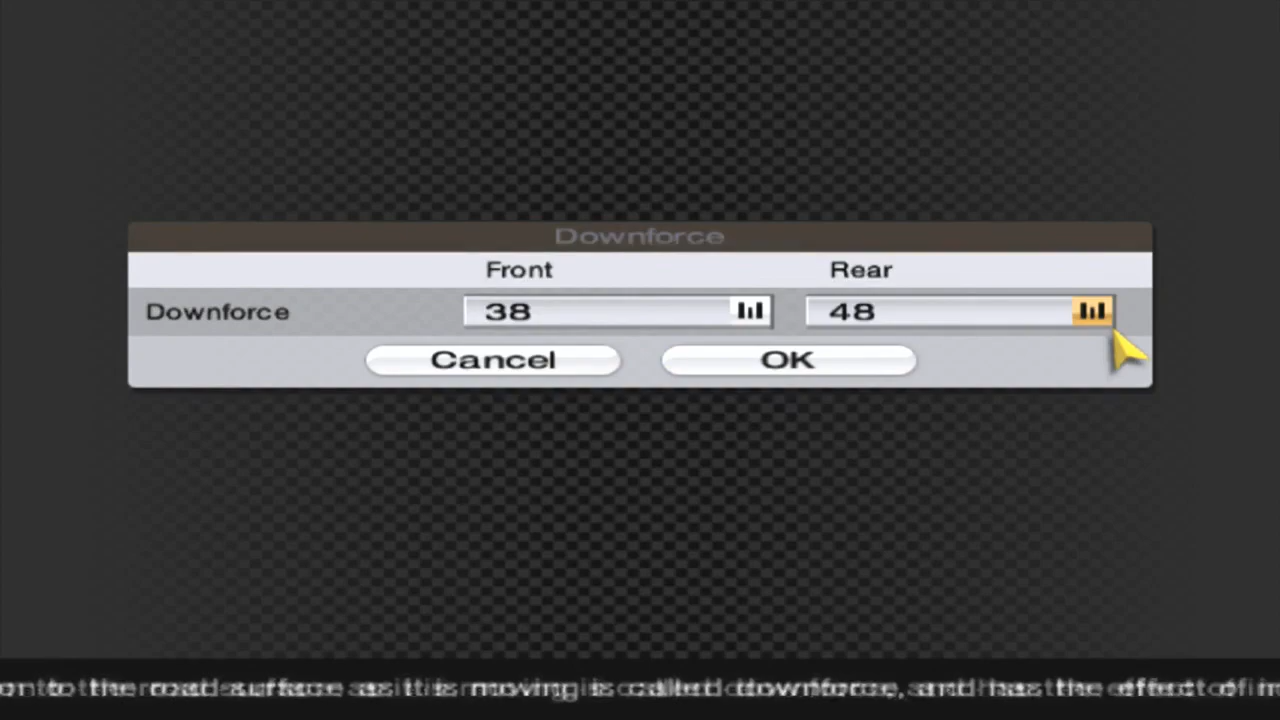 Downforce
Front Rear
Downforce 38 48
Cancel OK
to the road surface as it is moving is called downforce, and has the effect of